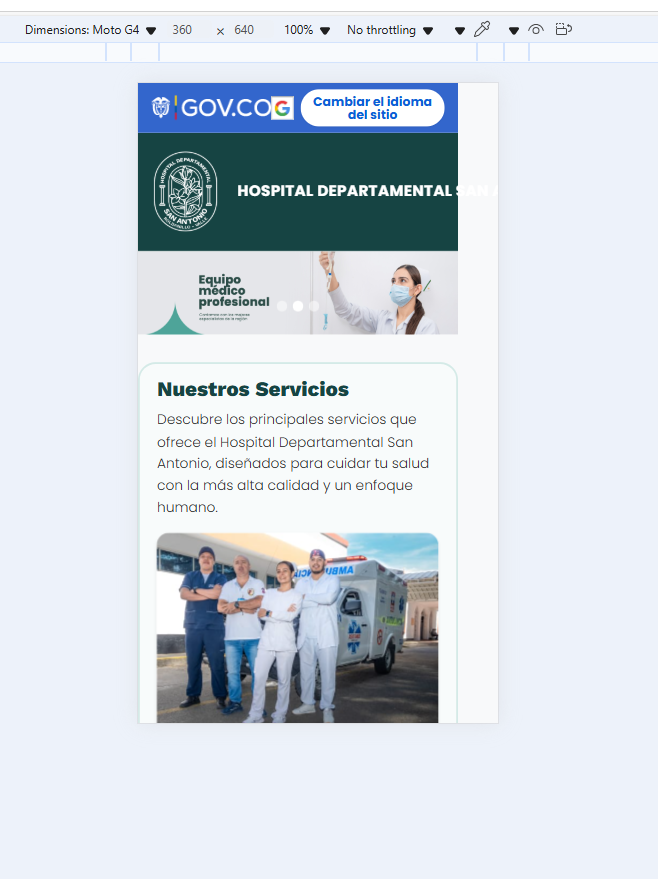 Dimensions: Moto G4 360 × 640 100% No throttling
GOV.CO G Cambiar el idioma
del sitio
HOSPITAL DEPARTAMENTAL
SAN ANTONIO
HOSPITAL DEPARTAMENTAL SAN A
Equipo
médico
profesional
Contamos con los mejores
especialistas de la región
Nuestros Servicios
Descubre los principales servicios que
ofrece el Hospital Departamental San
Antonio, diseñados para cuidar tu salud
con la más alta calidad y un enfoque
humano.
AMBULANCIA